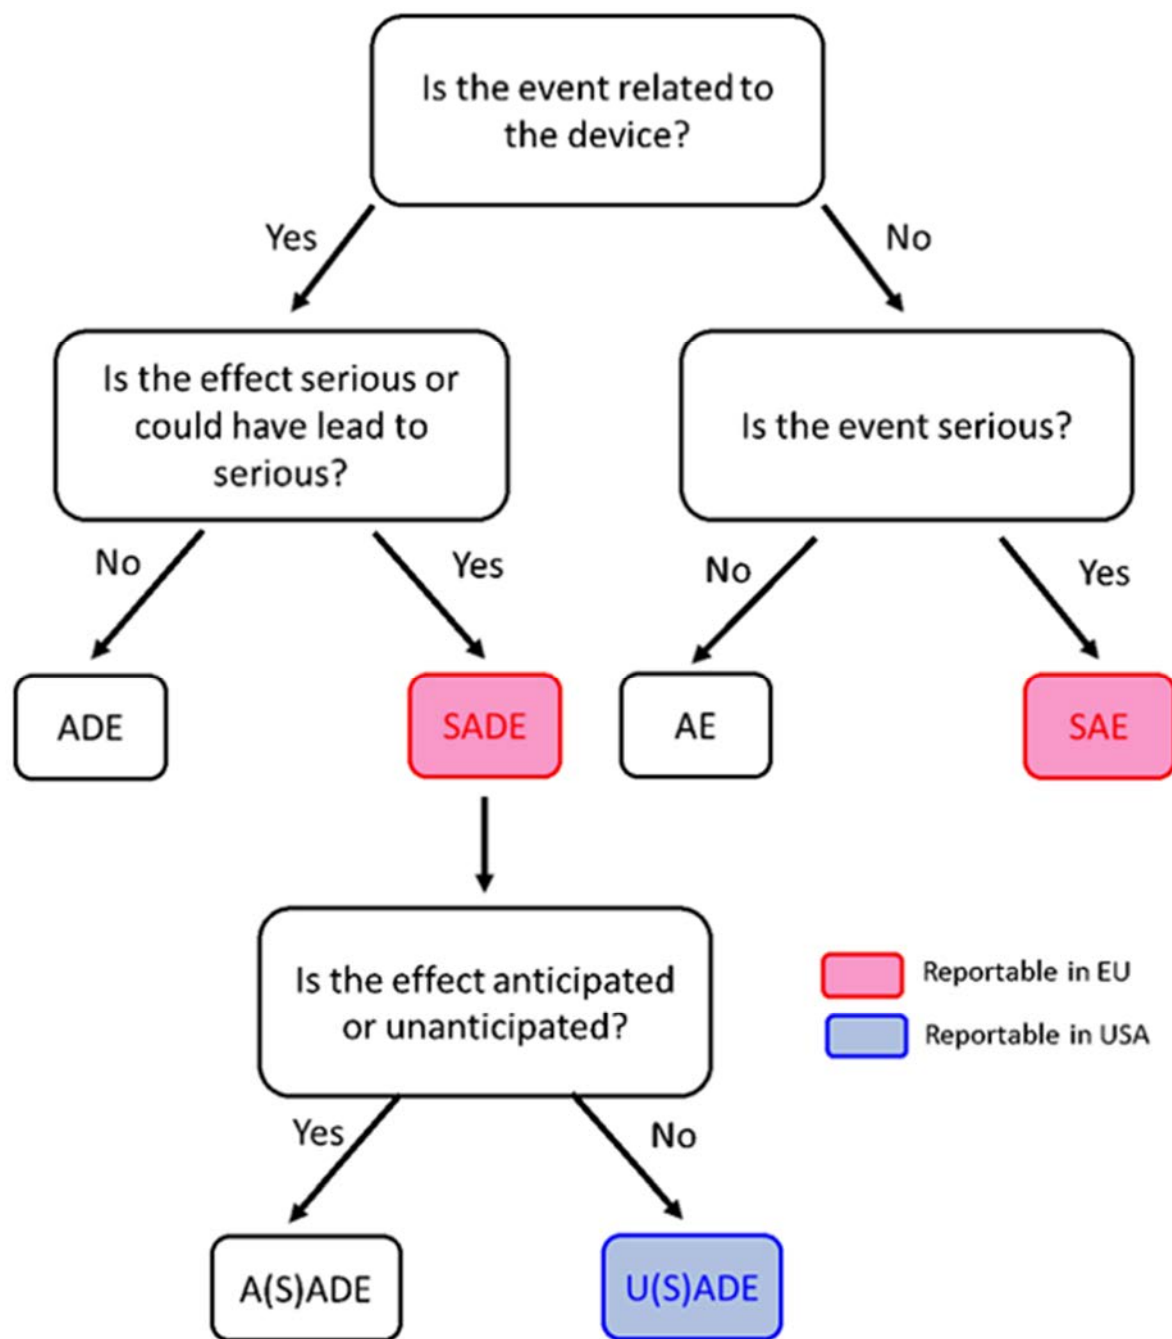 Is the event related to
the device?
Yes
No
Is the effect serious or
could have lead to
serious?
Is the event serious?
No
Yes
No
Yes
ADE
SADE
AE
SAE
Is the effect anticipated
or unanticipated?
Reportable in EU
Reportable in USA
Yes
No
A(S)ADE
U(S)ADE